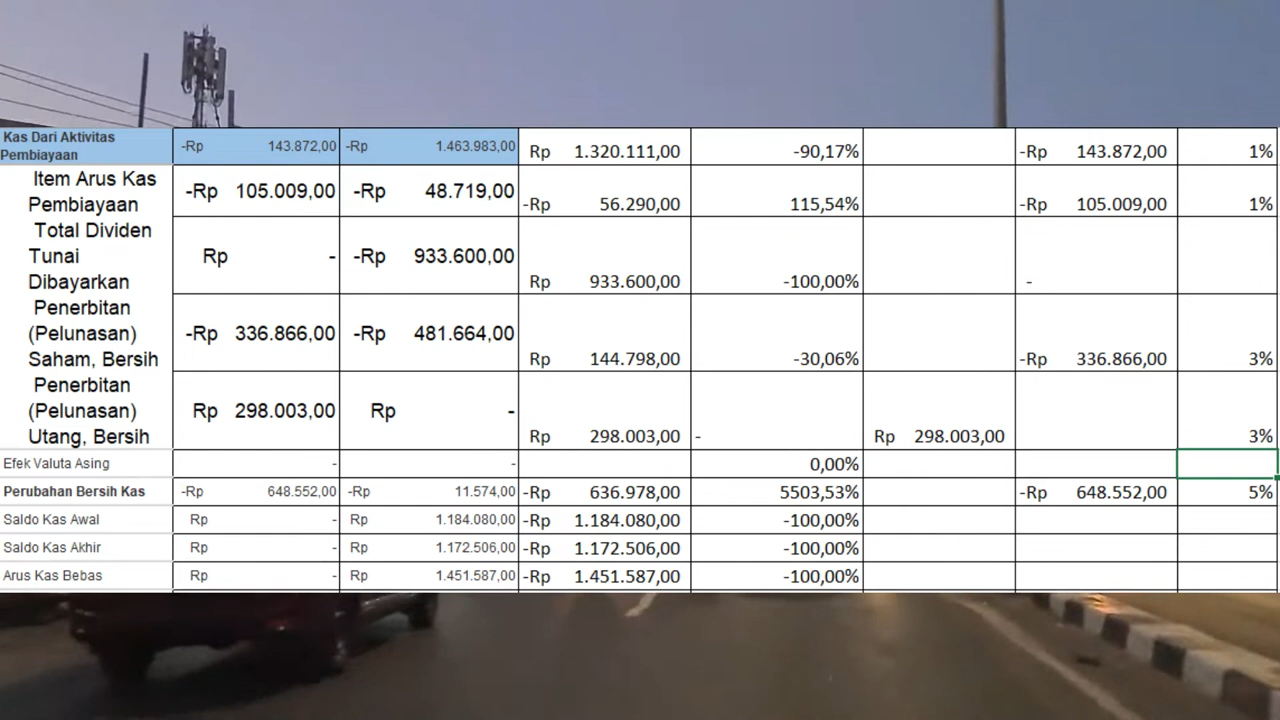 Kas Dari Aktivitas
Pembiayaan
-Rp 143.872,00 -Rp 1.463.983,00 Rp 1.320.111,00 -90,17% -Rp 143.872,00 1%
Item Arus Kas
Pembiayaan
-Rp 105.009,00 -Rp 48.719,00 -Rp 56.290,00 115,54% -Rp 105.009,00 1%
Total Dividen
Tunai
Dibayarkan
Rp - -Rp 933.600,00 Rp 933.600,00 -100,00% -
Penerbitan
(Pelunasan)
Saham, Bersih
-Rp 336.866,00 -Rp 481.664,00 Rp 144.798,00 -30,06% -Rp 336.866,00 3%
Penerbitan
(Pelunasan)
Utang, Bersih
Rp 298.003,00 Rp - Rp 298.003,00 - Rp 298.003,00 3%
Efek Valuta Asing - - 0,00%
Perubahan Bersih Kas -Rp 648.552,00 -Rp 11.574,00 -Rp 636.978,00 5503,53% -Rp 648.552,00 5%
Saldo Kas Awal Rp - Rp 1.184.080,00 -Rp 1.184.080,00 -100,00%
Saldo Kas Akhir Rp - Rp 1.172.506,00 -Rp 1.172.506,00 -100,00%
Arus Kas Bebas Rp - Rp 1.451.587,00 -Rp 1.451.587,00 -100,00%